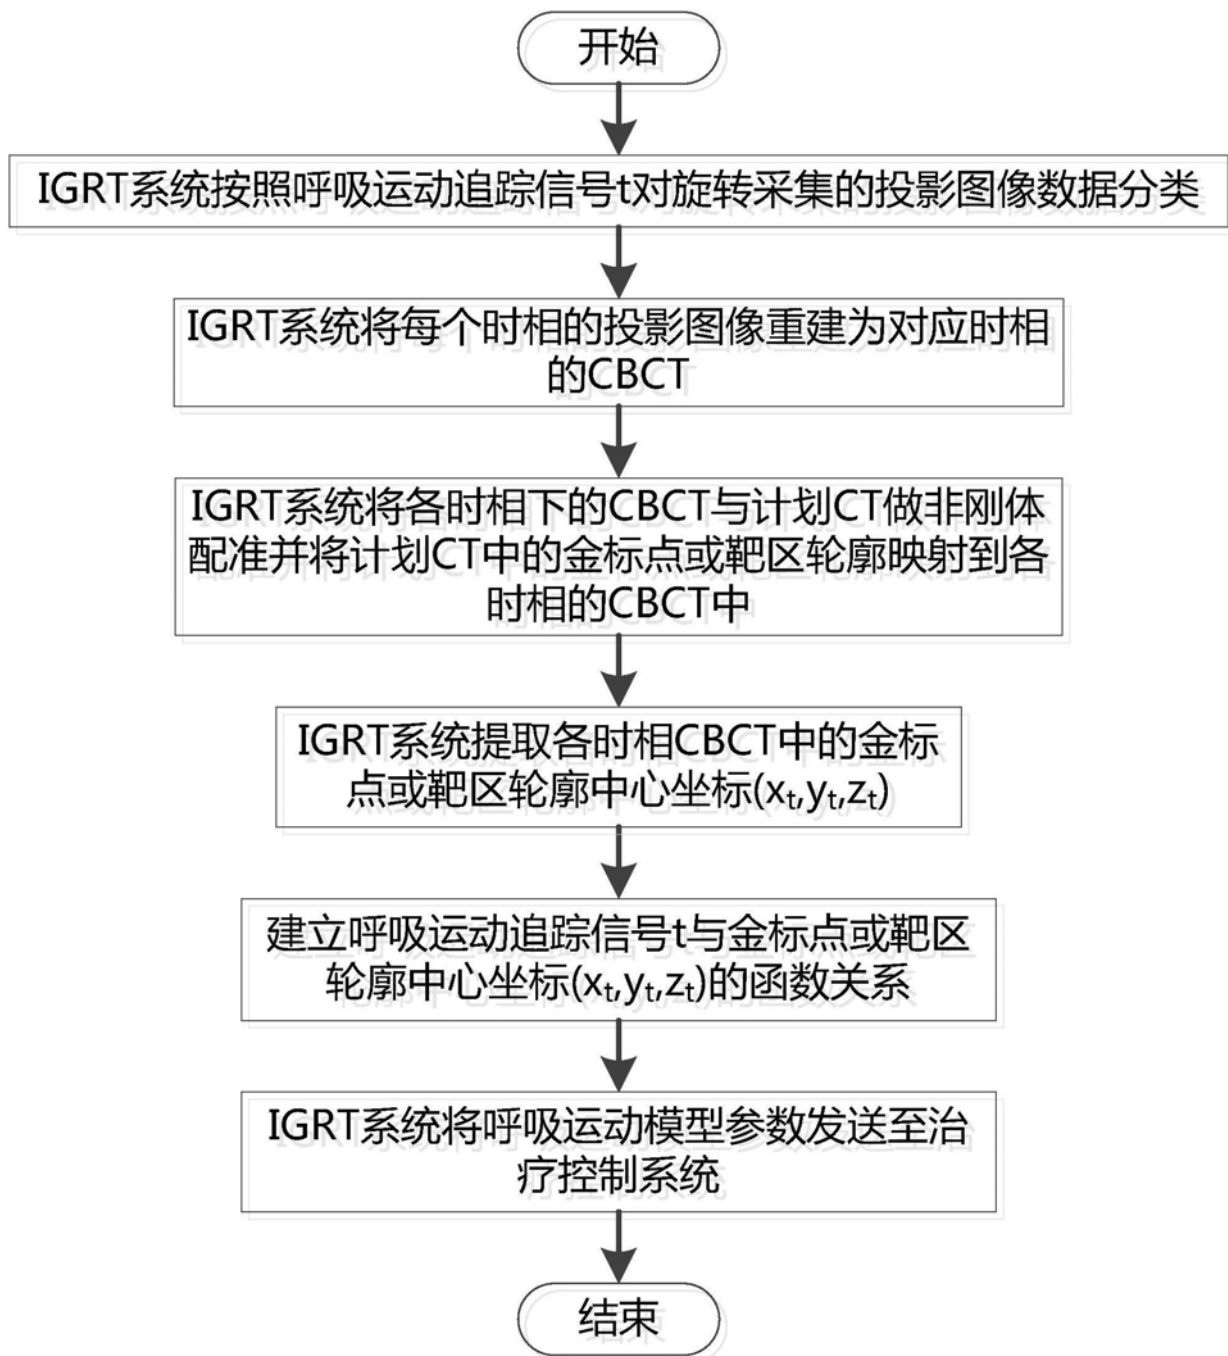 开始
IGRT系统按照呼吸运动追踪信号t对旋转采集的投影图像数据分类
IGRT系统将每个时相的投影图像重建为对应时相
的CBCT
IGRT系统将各时相下的CBCT与计划CT做非刚体
配准并将计划CT中的金标点或靶区轮廓映射到各
时相的CBCT中
IGRT系统提取各时相CBCT中的金标
点或靶区轮廓中心坐标(xₜ,yₜ,zₜ)
建立呼吸运动追踪信号t与金标点或靶区
轮廓中心坐标(xₜ,yₜ,zₜ)的函数关系
IGRT系统将呼吸运动模型参数发送至治
疗控制系统
结束